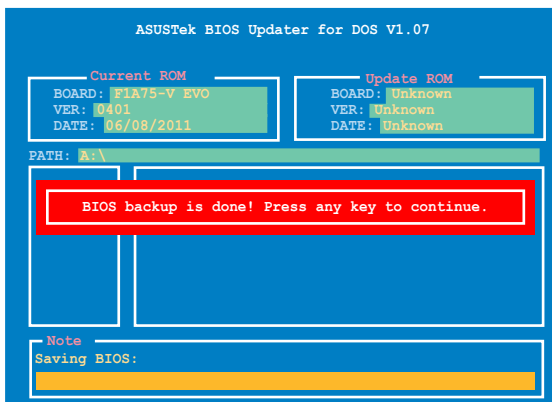 ASUSTek BIOS Updater for DOS V1.07
Current ROM
BOARD: F1A75-V EVO
VER: 0401
DATE: 06/08/2011
Update ROM
BOARD: Unknown
VER: Unknown
DATE: Unknown
PATH: A:\
BIOS backup is done! Press any key to continue.
Note
Saving BIOS: